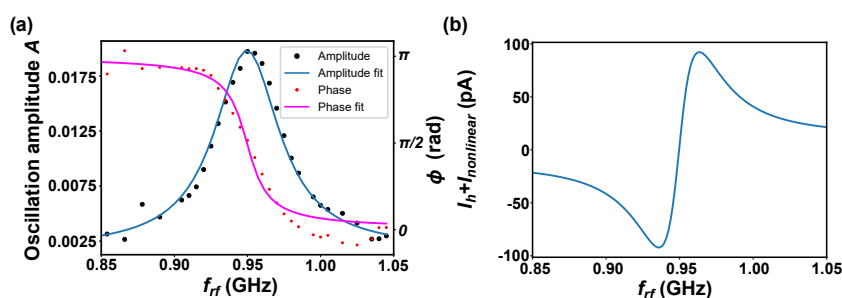 (a)
Oscillation amplitude A
0.0175
0.0125
0.0075
0.0025
Amplitude
Amplitude fit
Phase
Phase fit
π
π/2
0
ϕ (rad)
0.85 0.90 0.95 1.00 1.05
f_rf (GHz)
(b)
I_h+I_nonlinear (pA)
100
50
0
-50
-100
0.85 0.90 0.95 1.00 1.05
f_rf (GHz)